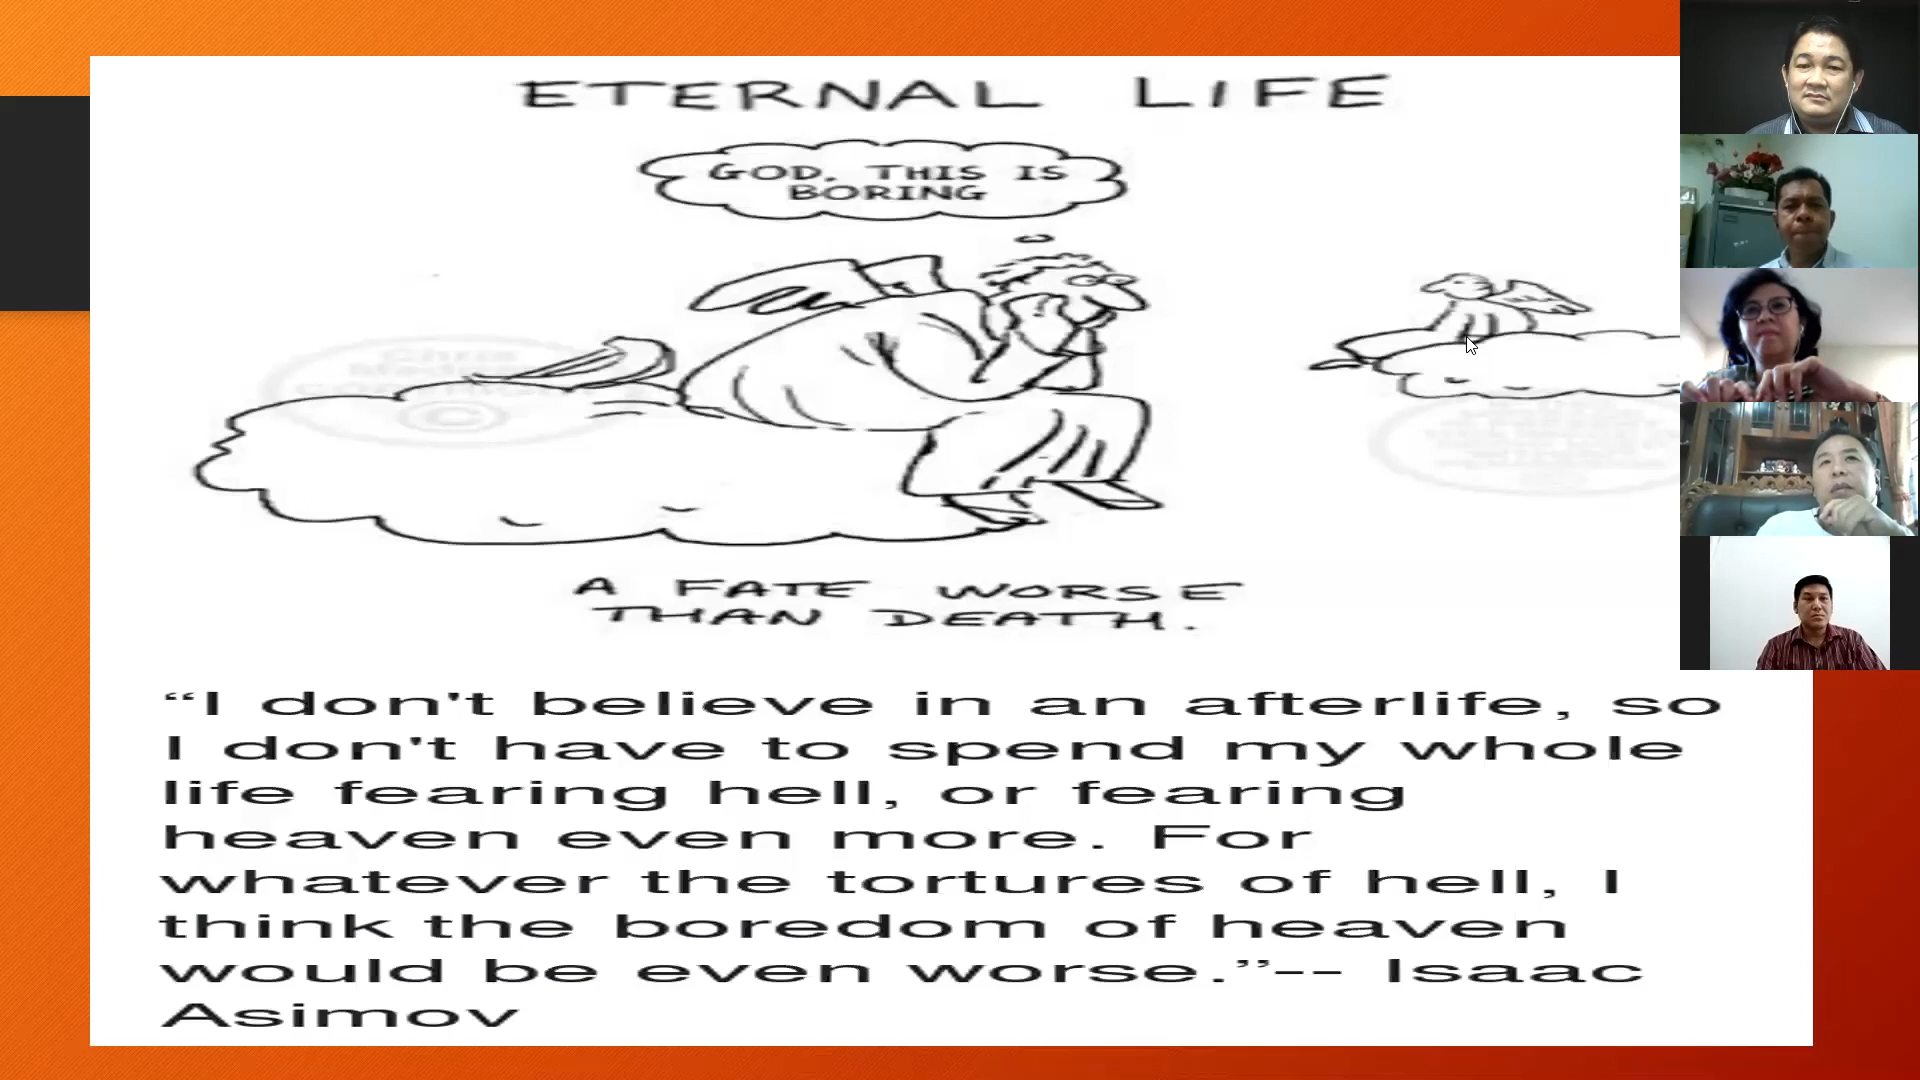 ETERNAL LIFE
GOD, THIS IS
BORING
A FATE WORSE
THAN DEATH.
“I don't believe in an afterlife, so
I don't have to spend my whole
life fearing hell, or fearing
heaven even more. For
whatever the tortures of hell, I
think the boredom of heaven
would be even worse.”-- Isaac
Asimov